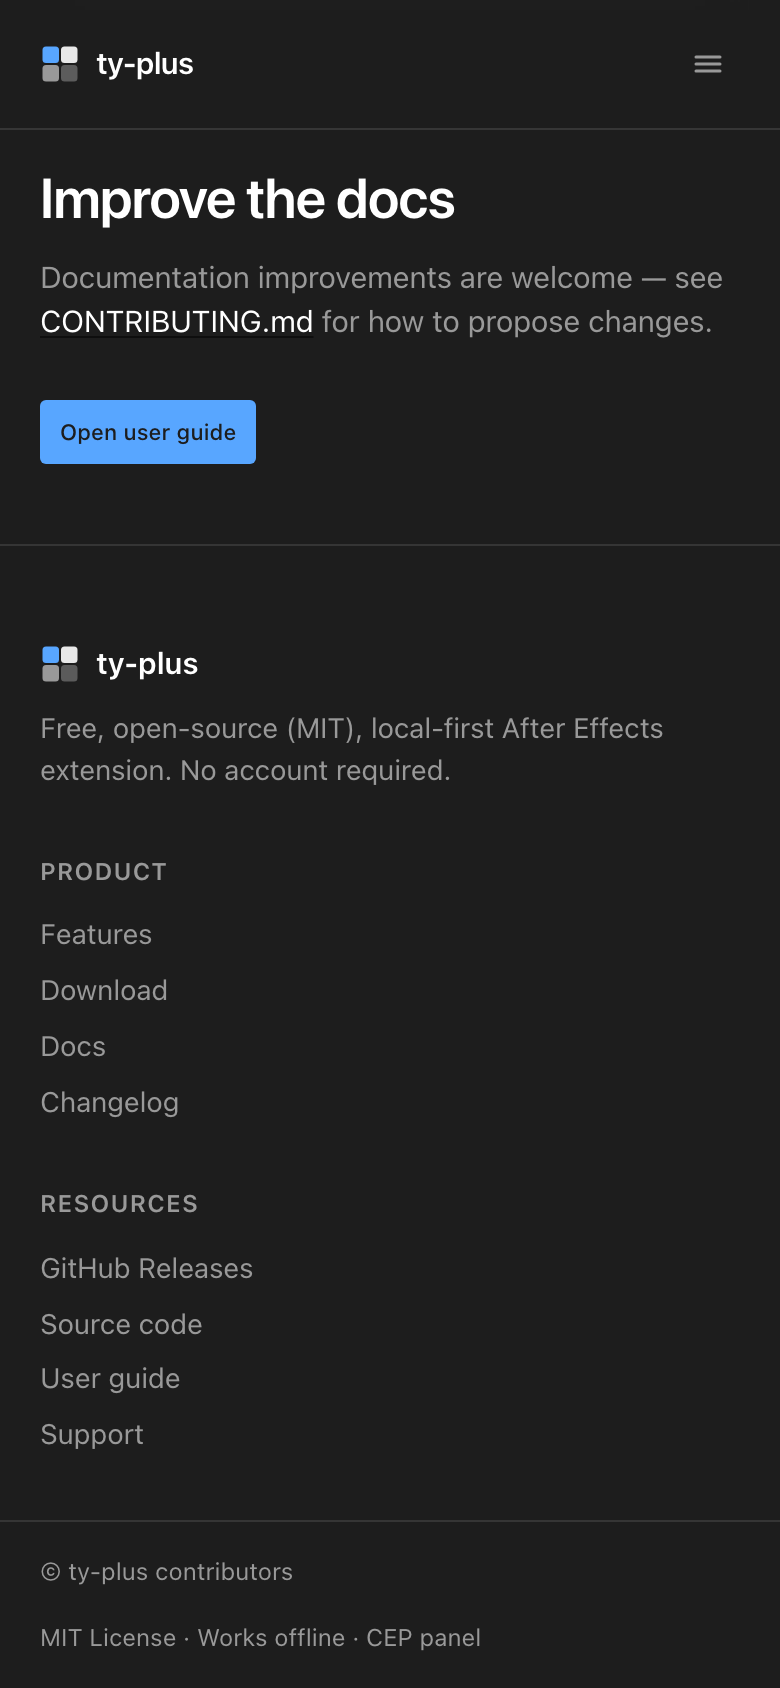 ty-plus
Improve the docs
Documentation improvements are welcome — see
CONTRIBUTING.md for how to propose changes.
Open user guide
ty-plus
Free, open-source (MIT), local-first After Effects
extension. No account required.
PRODUCT
Features
Download
Docs
Changelog
RESOURCES
GitHub Releases
Source code
User guide
Support
© ty-plus contributors
MIT License · Works offline · CEP panel